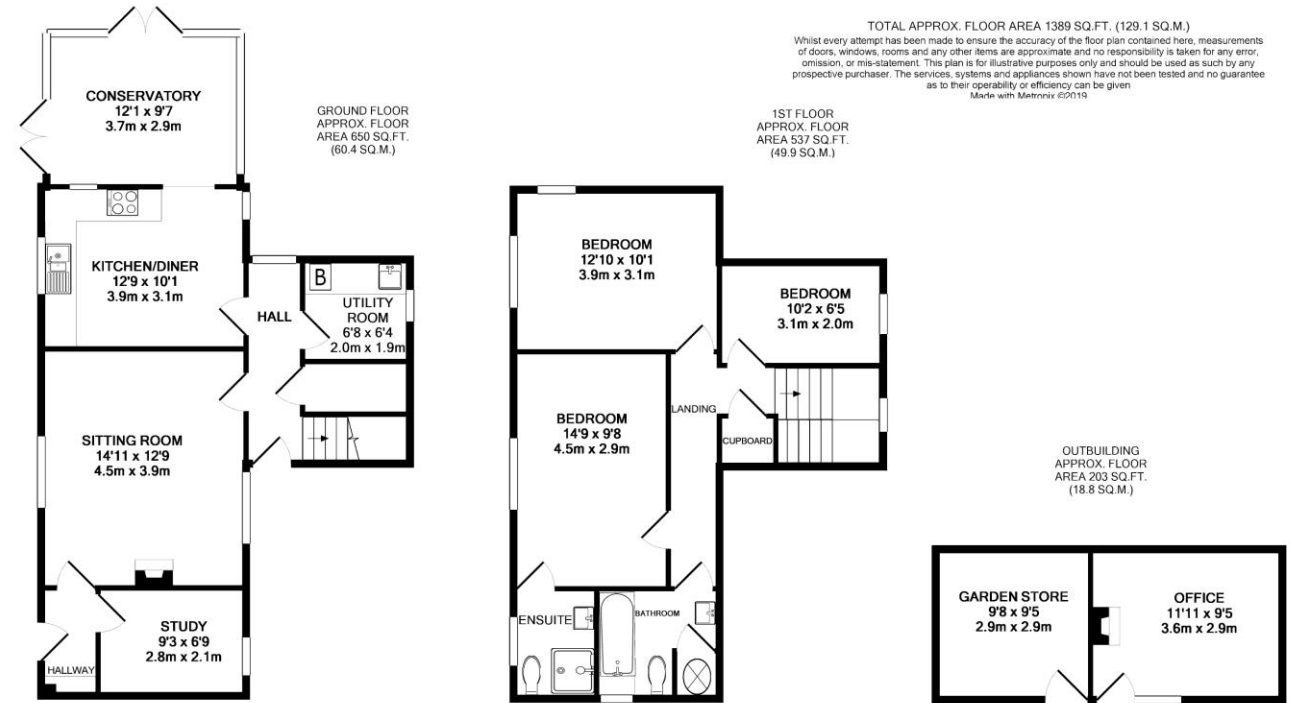 TOTAL APPROX. FLOOR AREA 1389 SQ.FT. (129.1 SQ.M.)
Whilst every attempt has been made to ensure the accuracy of the floor plan contained here, measurements
of doors, windows, rooms and any other items are approximate and no responsibility is taken for any error,
omission, or mis-statement. This plan is for illustrative purposes only and should be used as such by any
prospective purchaser. The services, systems and appliances shown have not been tested and no guarantee
as to their operability or efficiency can be given
Made with Metropix ©2019
GROUND FLOOR
APPROX. FLOOR
AREA 650 SQ.FT.
(60.4 SQ.M.)
CONSERVATORY
12'1 x 9'7
3.7m x 2.9m
KITCHEN/DINER
12'9 x 10'1
3.9m x 3.1m
HALL
B
UTILITY
ROOM
6'8 x 6'4
2.0m x 1.9m
SITTING ROOM
14'11 x 12'9
4.5m x 3.9m
STUDY
9'3 x 6'9
2.8m x 2.1m
HALLWAY
1ST FLOOR
APPROX. FLOOR
AREA 537 SQ.FT.
(49.9 SQ.M.)
BEDROOM
12'10 x 10'1
3.9m x 3.1m
BEDROOM
10'2 x 6'5
3.1m x 2.0m
LANDING
BEDROOM
14'9 x 9'8
4.5m x 2.9m
CUPBOARD
ENSUITE
BATHROOM
OUTBUILDING
APPROX. FLOOR
AREA 203 SQ.FT.
(18.8 SQ.M.)
GARDEN STORE
9'8 x 9'5
2.9m x 2.9m
OFFICE
11'11 x 9'5
3.6m x 2.9m